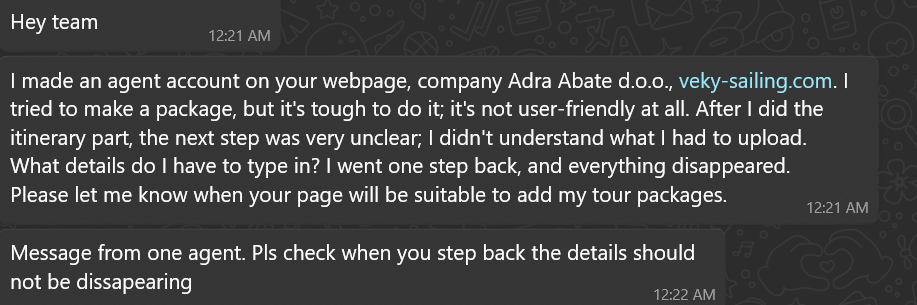 Hey team
12:21 AM
I made an agent account on your webpage, company Adra Abate d.o.o., veky-sailing.com. I
tried to make a package, but it's tough to do it; it's not user-friendly at all. After I did the
itinerary part, the next step was very unclear; I didn't understand what I had to upload.
What details do I have to type in? I went one step back, and everything disappeared.
Please let me know when your page will be suitable to add my tour packages.
12:21 AM
Message from one agent. Pls check when you step back the details should
not be dissapearing
12:22 AM